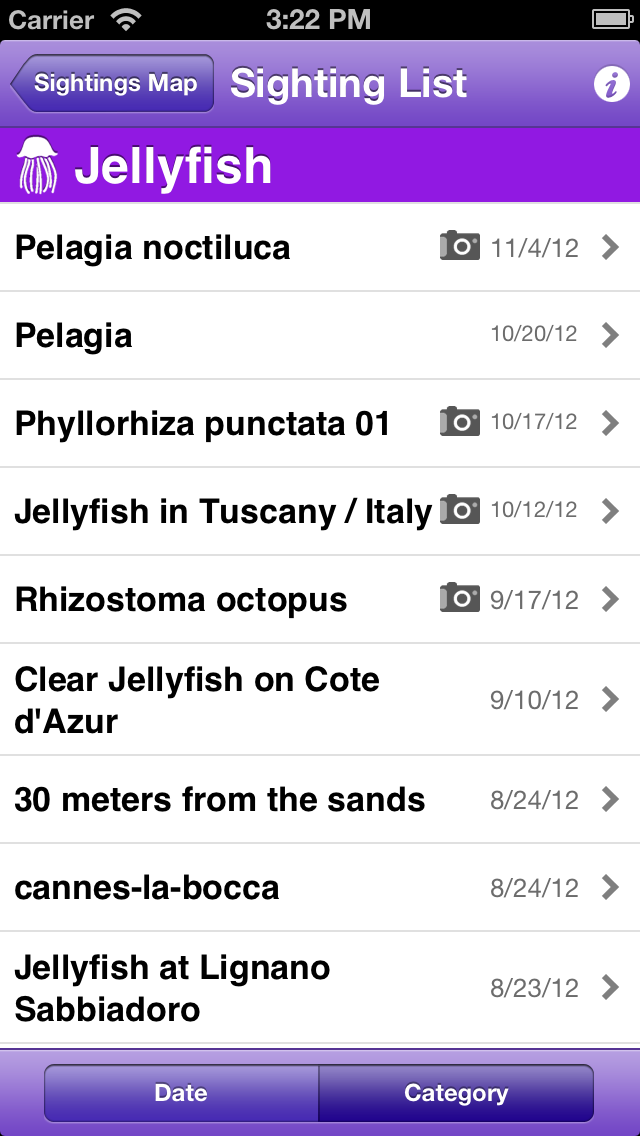 Carrier 3:22 PM
Sightings Map Sighting List i
Jellyfish
Pelagia noctiluca 11/4/12
Pelagia 10/20/12
Phyllorhiza punctata 01 10/17/12
Jellyfish in Tuscany / Italy 10/12/12
Rhizostoma octopus 9/17/12
Clear Jellyfish on Cote
d'Azur 9/10/12
30 meters from the sands 8/24/12
cannes-la-bocca 8/24/12
Jellyfish at Lignano
Sabbiadoro 8/23/12
Date Category